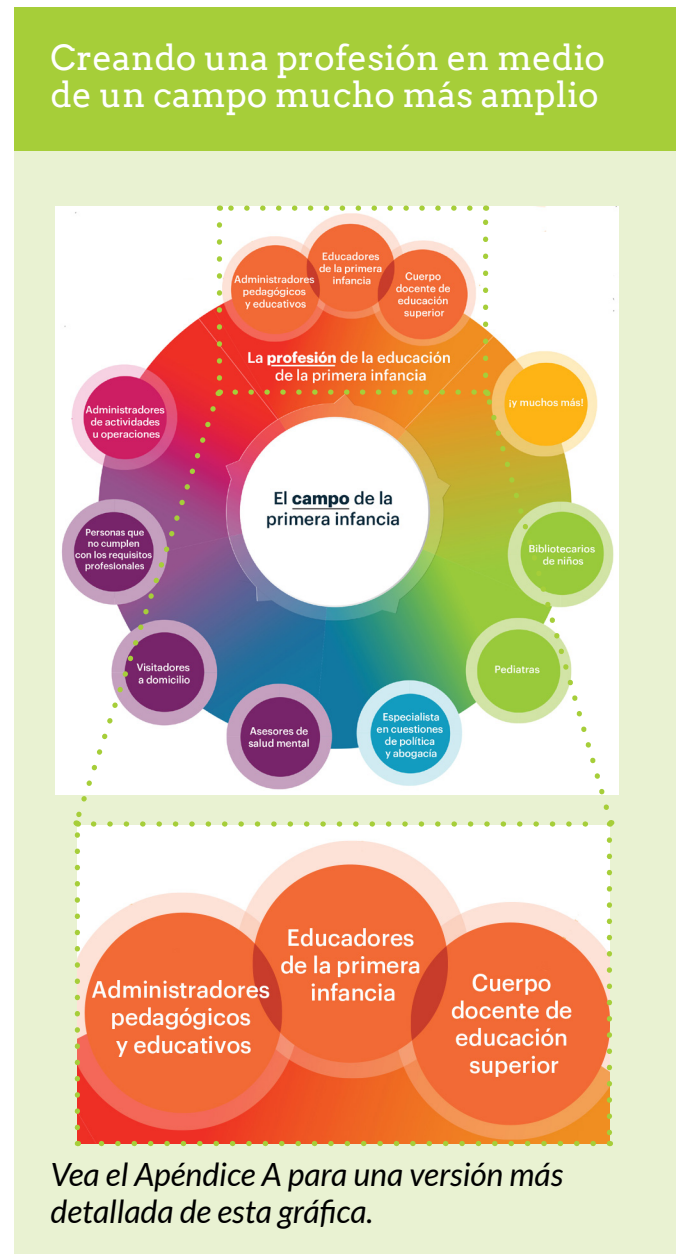 Creando una profesión en medio
de un campo mucho más amplio
Administradores
pedagógicos
y educativos
Educadores
de la primera
infancia
Cuerpo
docente de
educación
superior
La profesión de la educación
de la primera infancia
¡y muchos más!
Administradores
de actividades
u operaciones
El campo de la
primera infancia
Personas que
no cumplen
con los requisitos
profesionales
Bibliotecarios
de niños
Visitadores
a domicilio
Pediatras
Asesores de
salud mental
Especialista
en cuestiones
de política
y abogacía
Administradores
pedagógicos
y educativos
Educadores
de la primera
infancia
Cuerpo
docente de
educación
superior
Vea el Apéndice A para una versión más
detallada de esta gráfica.